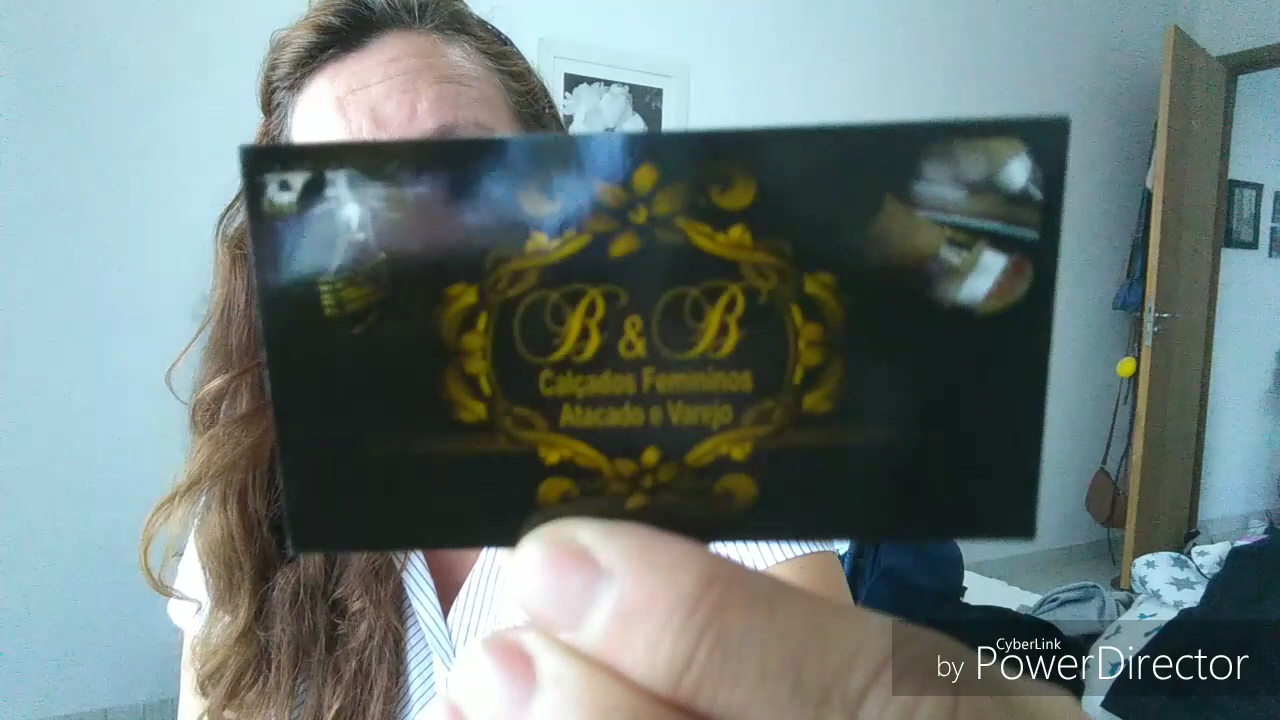 B & B
Calçados Femininos
Atacado e Varejo
CyberLink
by PowerDirector